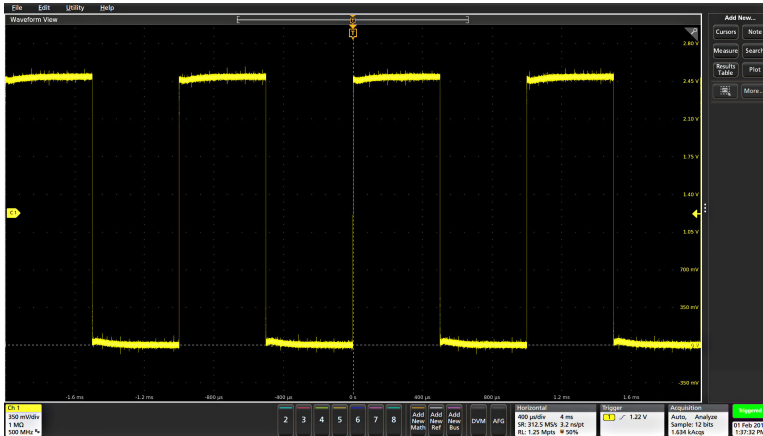 File Edit Utility Help
Waveform View
Add New...
Cursors Note
Measure Search
Results Table Plot
More...
T
2.80 V
2.45 V
2.10 V
1.75 V
1.40 V
1.05 V
700 mV
350 mV
-350 mV
C1
-1.6 ms -1.2 ms -800 µs -400 µs 0 s 400 µs 800 µs 1.2 ms 1.6 ms
Ch 1
350 mV/div
1 MΩ
500 MHz
2 3 4 5 6 7 8
Add New Math
Add New Ref
Add New Bus
DVM AFG
Horizontal
400 µs/div 4 ms
SR: 312.5 MS/s 3.2 ns/pt
RL: 1.25 Mpts 50%
Trigger
1 1.22 V
Acquisition
Auto, Analyze
Sample: 12 bits
1.634 kAcqs
Triggered
01 Feb 201
1:37:32 PM